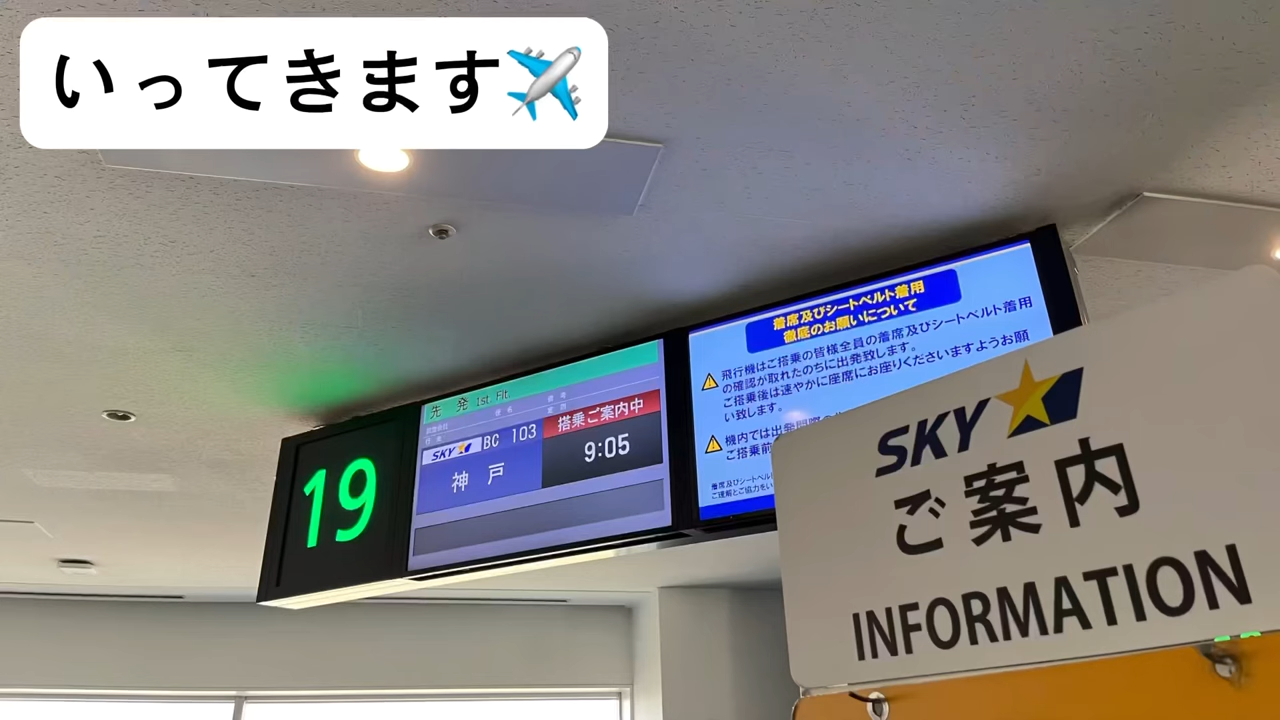 いってきます✈️
19
先 発 1st. Flt.
SKY BC 103
搭乗ご案内中
神 戸
9:05
着席及びシートベルト着用
徹底のお願いについて
飛行機はご搭乗の皆様全員の着席及びシートベルト着用
の確認が取れたのちに出発致します。
ご搭乗後は速やかに座席にお座りくださいますようお願
い致します。
機内では出発
ご搭乗前
SKY
ご案内
INFORMATION